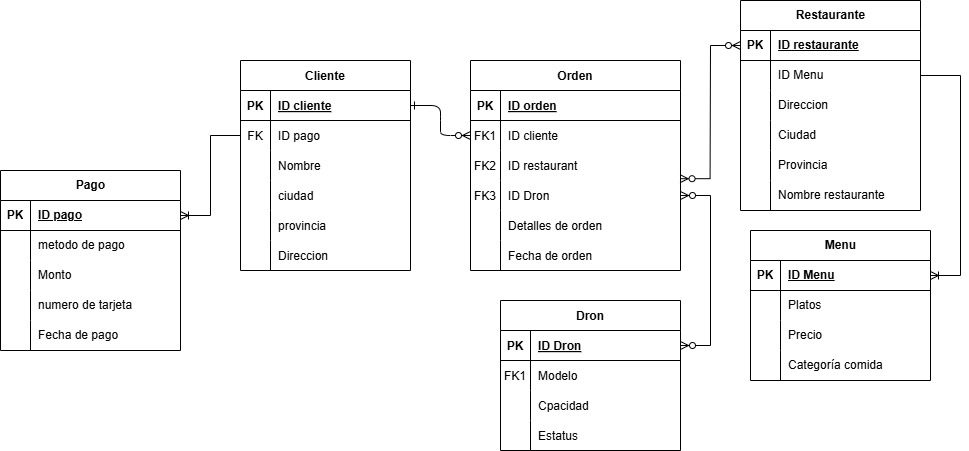 Pago
PK ID pago
metodo de pago
Monto
numero de tarjeta
Fecha de pago
Cliente
PK ID cliente
FK ID pago
Nombre
ciudad
provincia
Direccion
Orden
PK ID orden
FK1 ID cliente
FK2 ID restaurant
FK3 ID Dron
Detalles de orden
Fecha de orden
Dron
PK ID Dron
FK1 Modelo
Cpacidad
Estatus
Restaurante
PK ID restaurante
ID Menu
Direccion
Ciudad
Provincia
Nombre restaurante
Menu
PK ID Menu
Platos
Precio
Categoría comida